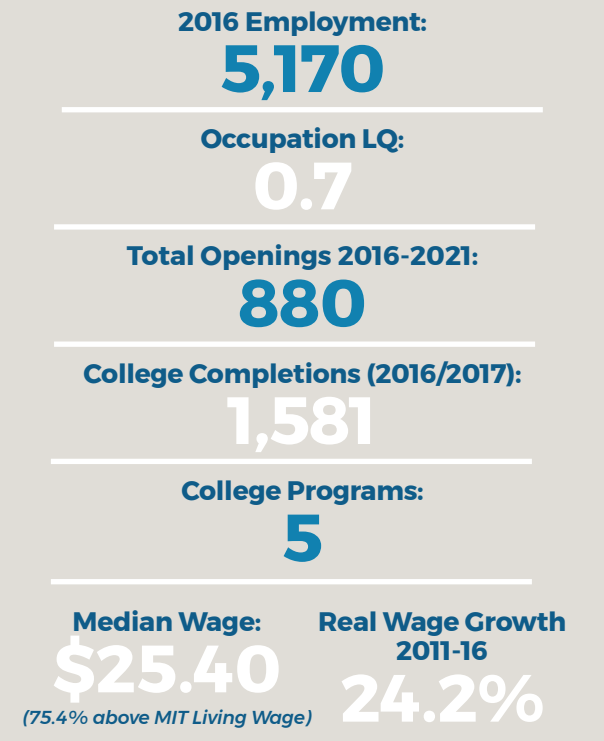 2016 Employment:
5,170
Occupation LQ:
0.7
Total Openings 2016-2021:
880
College Completions (2016/2017):
1,581
College Programs:
5
Median Wage:
$25.40
(75.4% above MIT Living Wage)
Real Wage Growth
2011-16
24.2%